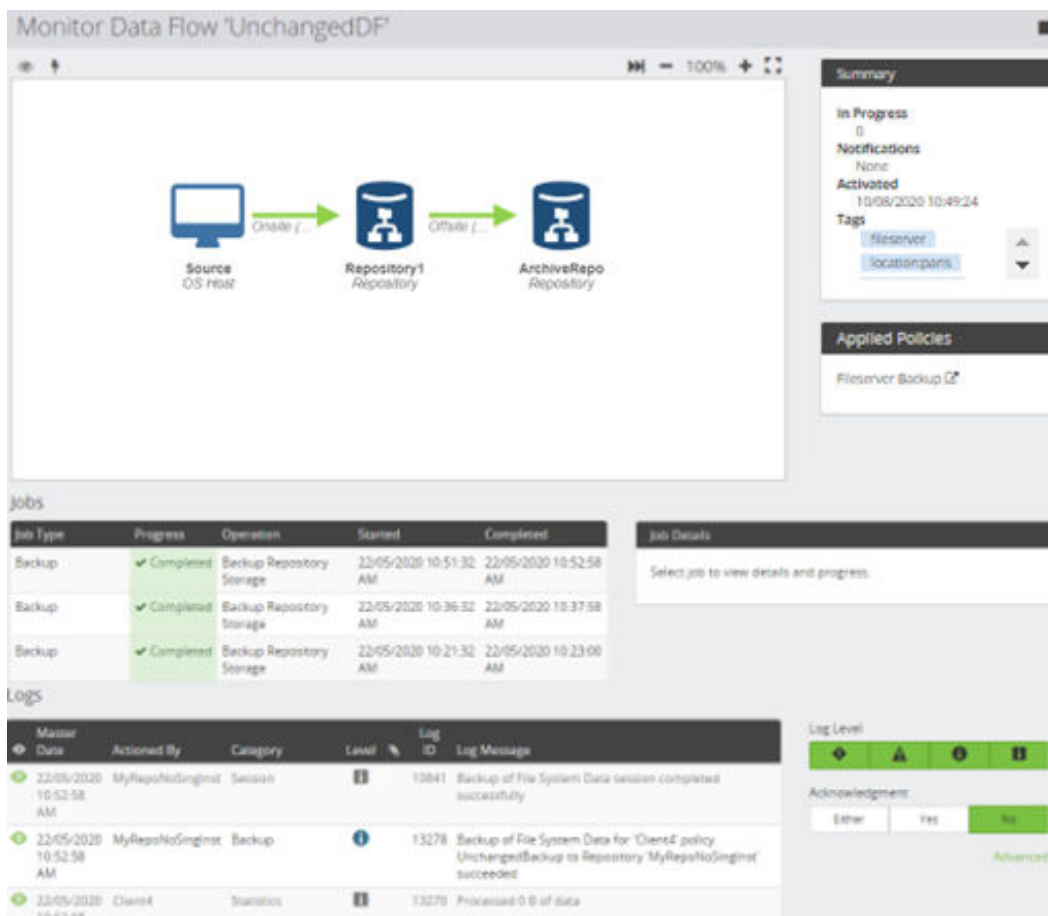 Monitor Data Flow 'UnchangedDF'
100%
Summary
In Progress
0
Notifications
None
Activated
10/08/2020 10:49:24
Tags
fileserver
location:paris
Onsite (...
Offsite (...
Source
OS Host
Repository1
Repository
ArchiveRepo
Repository
Applied Policies
Fileserver Backup
Jobs
Job Type Progress Operation Started Completed
Backup Completed Backup Repository 22/05/2020 10:51:32 22/05/2020 10:52:58
Storage AM AM
Backup Completed Backup Repository 22/05/2020 10:36:32 22/05/2020 10:37:58
Storage AM AM
Backup Completed Backup Repository 22/05/2020 10:21:32 22/05/2020 10:23:00
Storage AM AM
Job Details
Select job to view details and progress.
Logs
Master Log
Date Actioned By Category Level ID Log Message
22/05/2020 MyRepoNoSingInst Session 10841 Backup of File System Data session completed
10:52:58 successfully
AM
22/05/2020 MyRepoNoSingInst Backup 13278 Backup of File System Data for 'Client4' policy
10:52:58 UnchangedBackup to Repository 'MyRepoNoSingInst'
AM succeeded
22/05/2020 Client4 Statistics 13270 Processed 0 B of data
Log Level
Acknowledgment
Either Yes No
Advanced